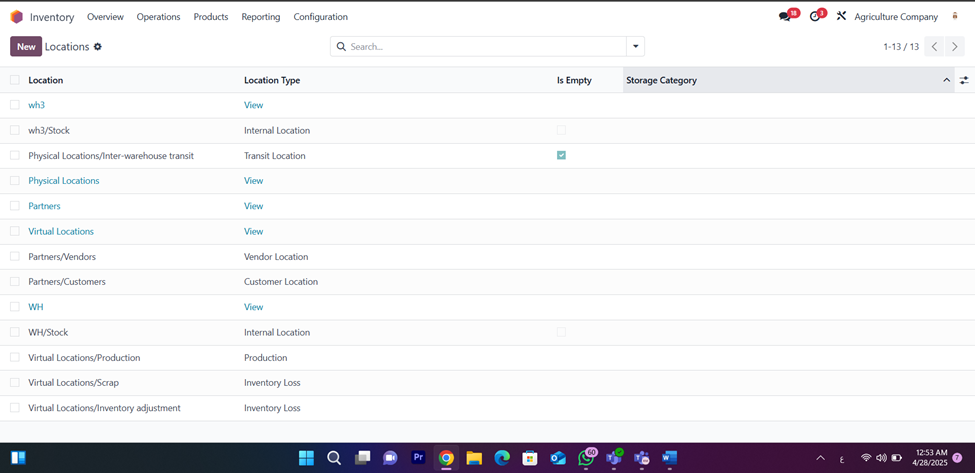 Inventory Overview Operations Products Reporting Configuration 18 3 Agriculture Company
New Locations Search... 1-13 / 13
Location Location Type Is Empty Storage Category
wh3 View
wh3/Stock Internal Location
Physical Locations/Inter-warehouse transit Transit Location
Physical Locations View
Partners View
Virtual Locations View
Partners/Vendors Vendor Location
Partners/Customers Customer Location
WH View
WH/Stock Internal Location
Virtual Locations/Production Production
Virtual Locations/Scrap Inventory Loss
Virtual Locations/Inventory adjustment Inventory Loss
Pr 60 ع 12:53 AM
4/28/2025 7